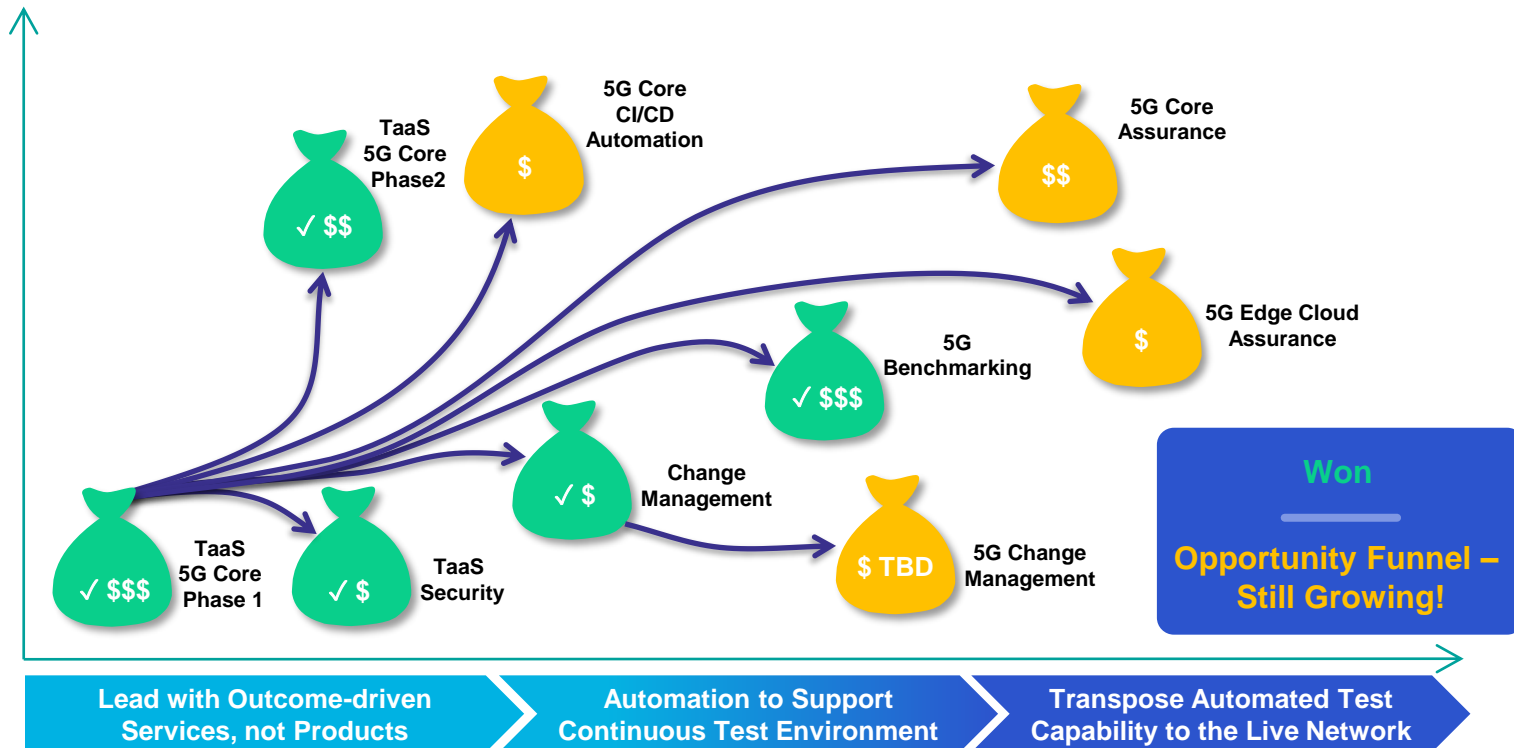 TaaS
5G Core
Phase2
✓ $$
5G Core
CI/CD
Automation
$
5G Core
Assurance
$$
5G Edge Cloud
Assurance
$
5G
Benchmarking
✓ $$$
Change
Management
✓ $
TaaS
5G Core
Phase 1
✓ $$$
TaaS
Security
✓ $
5G Change
Management
$ TBD
Won
Opportunity Funnel –
Still Growing!
Lead with Outcome-driven
Services, not Products
Automation to Support
Continuous Test Environment
Transpose Automated Test
Capability to the Live Network